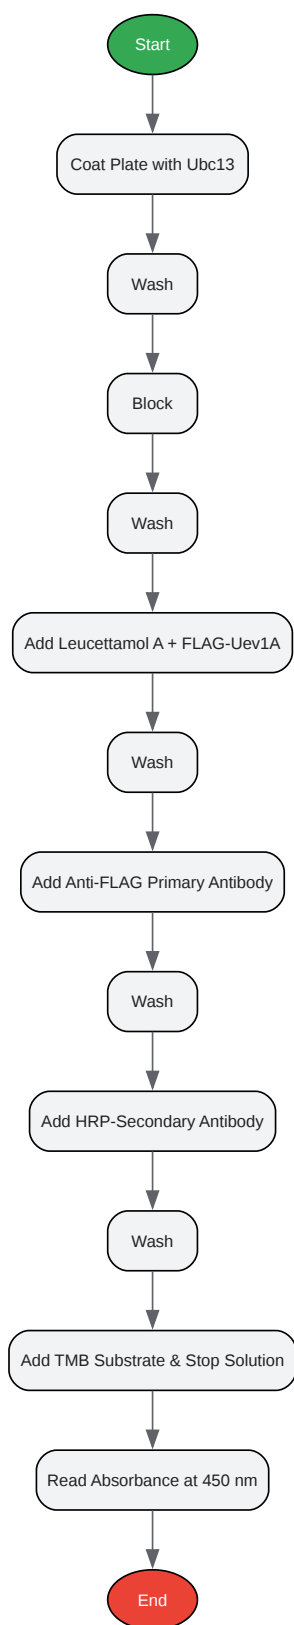 Start
Coat Plate with Ubc13
Wash
Block
Wash
Add Leucettamol A + FLAG-Uev1A
Wash
Add Anti-FLAG Primary Antibody
Wash
Add HRP-Secondary Antibody
Wash
Add TMB Substrate & Stop Solution
Read Absorbance at 450 nm
End